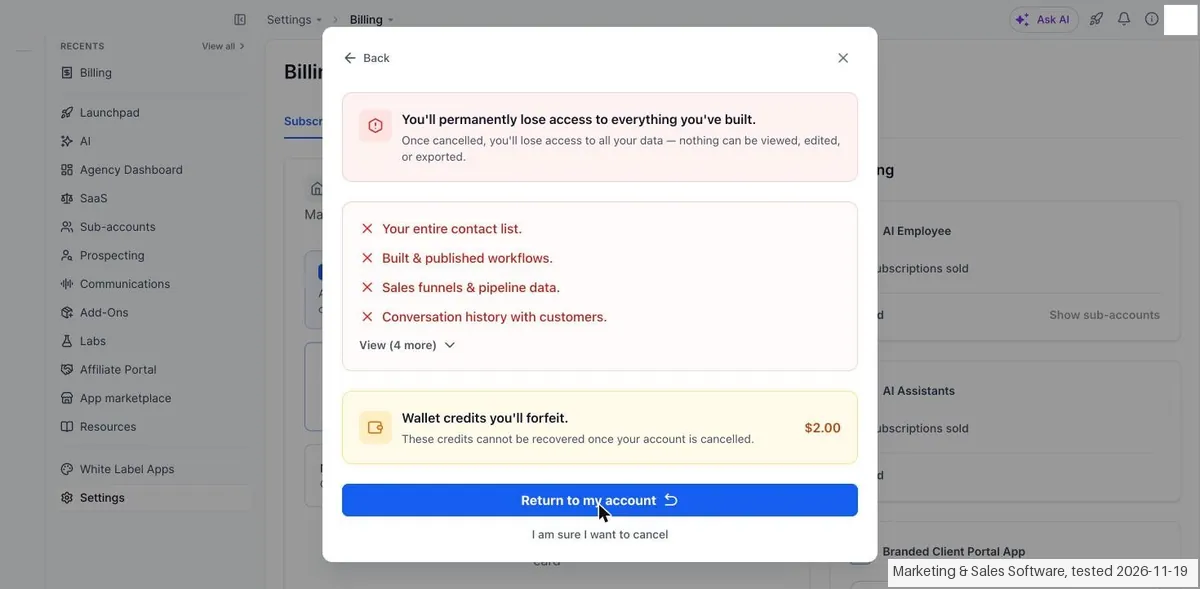 Settings
Billing
Ask AI
RECENTS
View all
Billing
Launchpad
AI
Agency Dashboard
SaaS
Sub-accounts
Prospecting
Communications
Add-Ons
Labs
Affiliate Portal
App marketplace
Resources
White Label Apps
Settings
Back
You'll permanently lose access to everything you've built.
Once cancelled, you'll lose access to all your data — nothing can be viewed, edited,
or exported.
Your entire contact list.
Built & published workflows.
Sales funnels & pipeline data.
Conversation history with customers.
View (4 more)
Wallet credits you'll forfeit.
$2.00
These credits cannot be recovered once your account is cancelled.
Return to my account
I am sure I want to cancel
AI Employee
Show sub-accounts
AI Assistants
Branded Client Portal App
Marketing & Sales Software, tested 2026-11-19